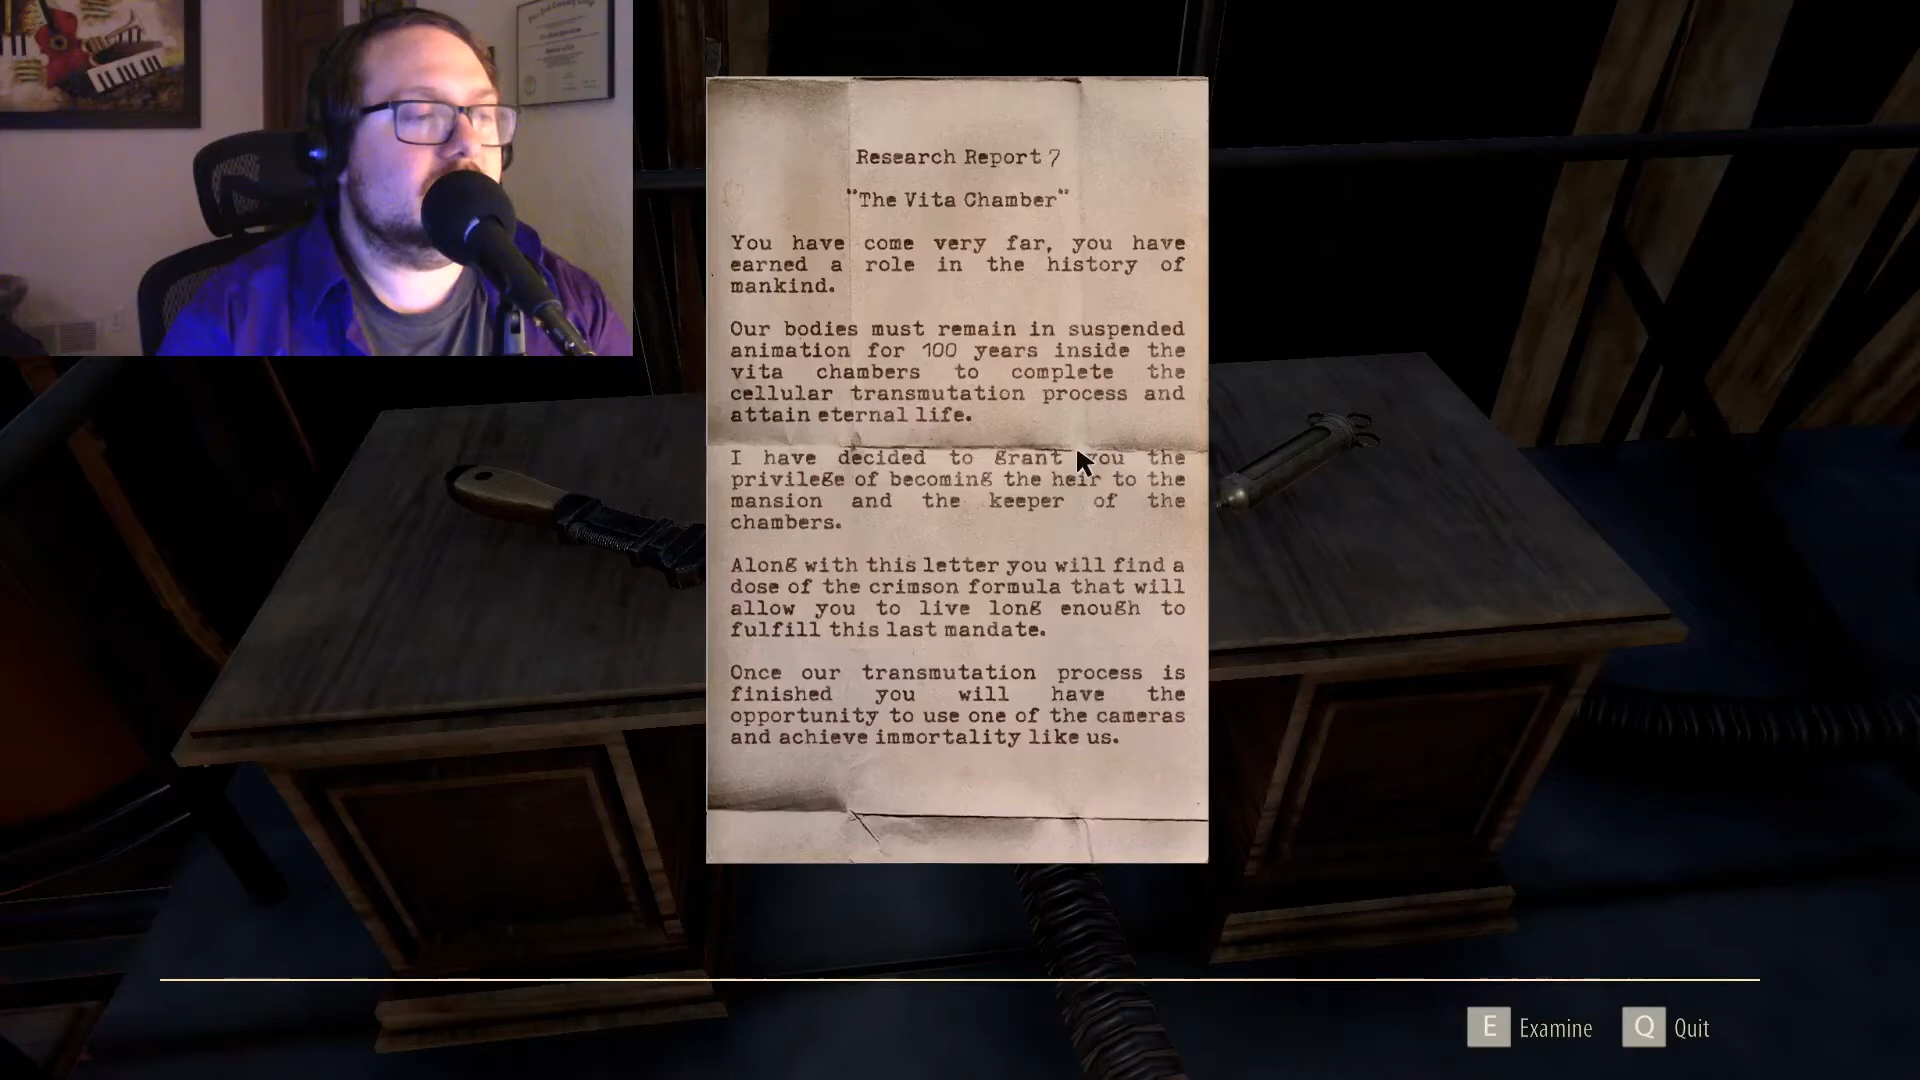 Research Report 7
"The Vita Chamber"
You have come very far, you have
earned a role in the history of
mankind.
Our bodies must remain in suspended
animation for 100 years inside the
vita chambers to complete the
cellular transmutation process and
attain eternal life.
I have decided to grant you the
privilege of becoming the heir to the
mansion and the keeper of the
chambers.
Along with this letter you will find a
dose of the crimson formula that will
allow you to live long enough to
fulfill this last mandate.
Once our transmutation process is
finished you will have the
opportunity to use one of the cameras
and achieve immortality like us.
E Examine Q Quit